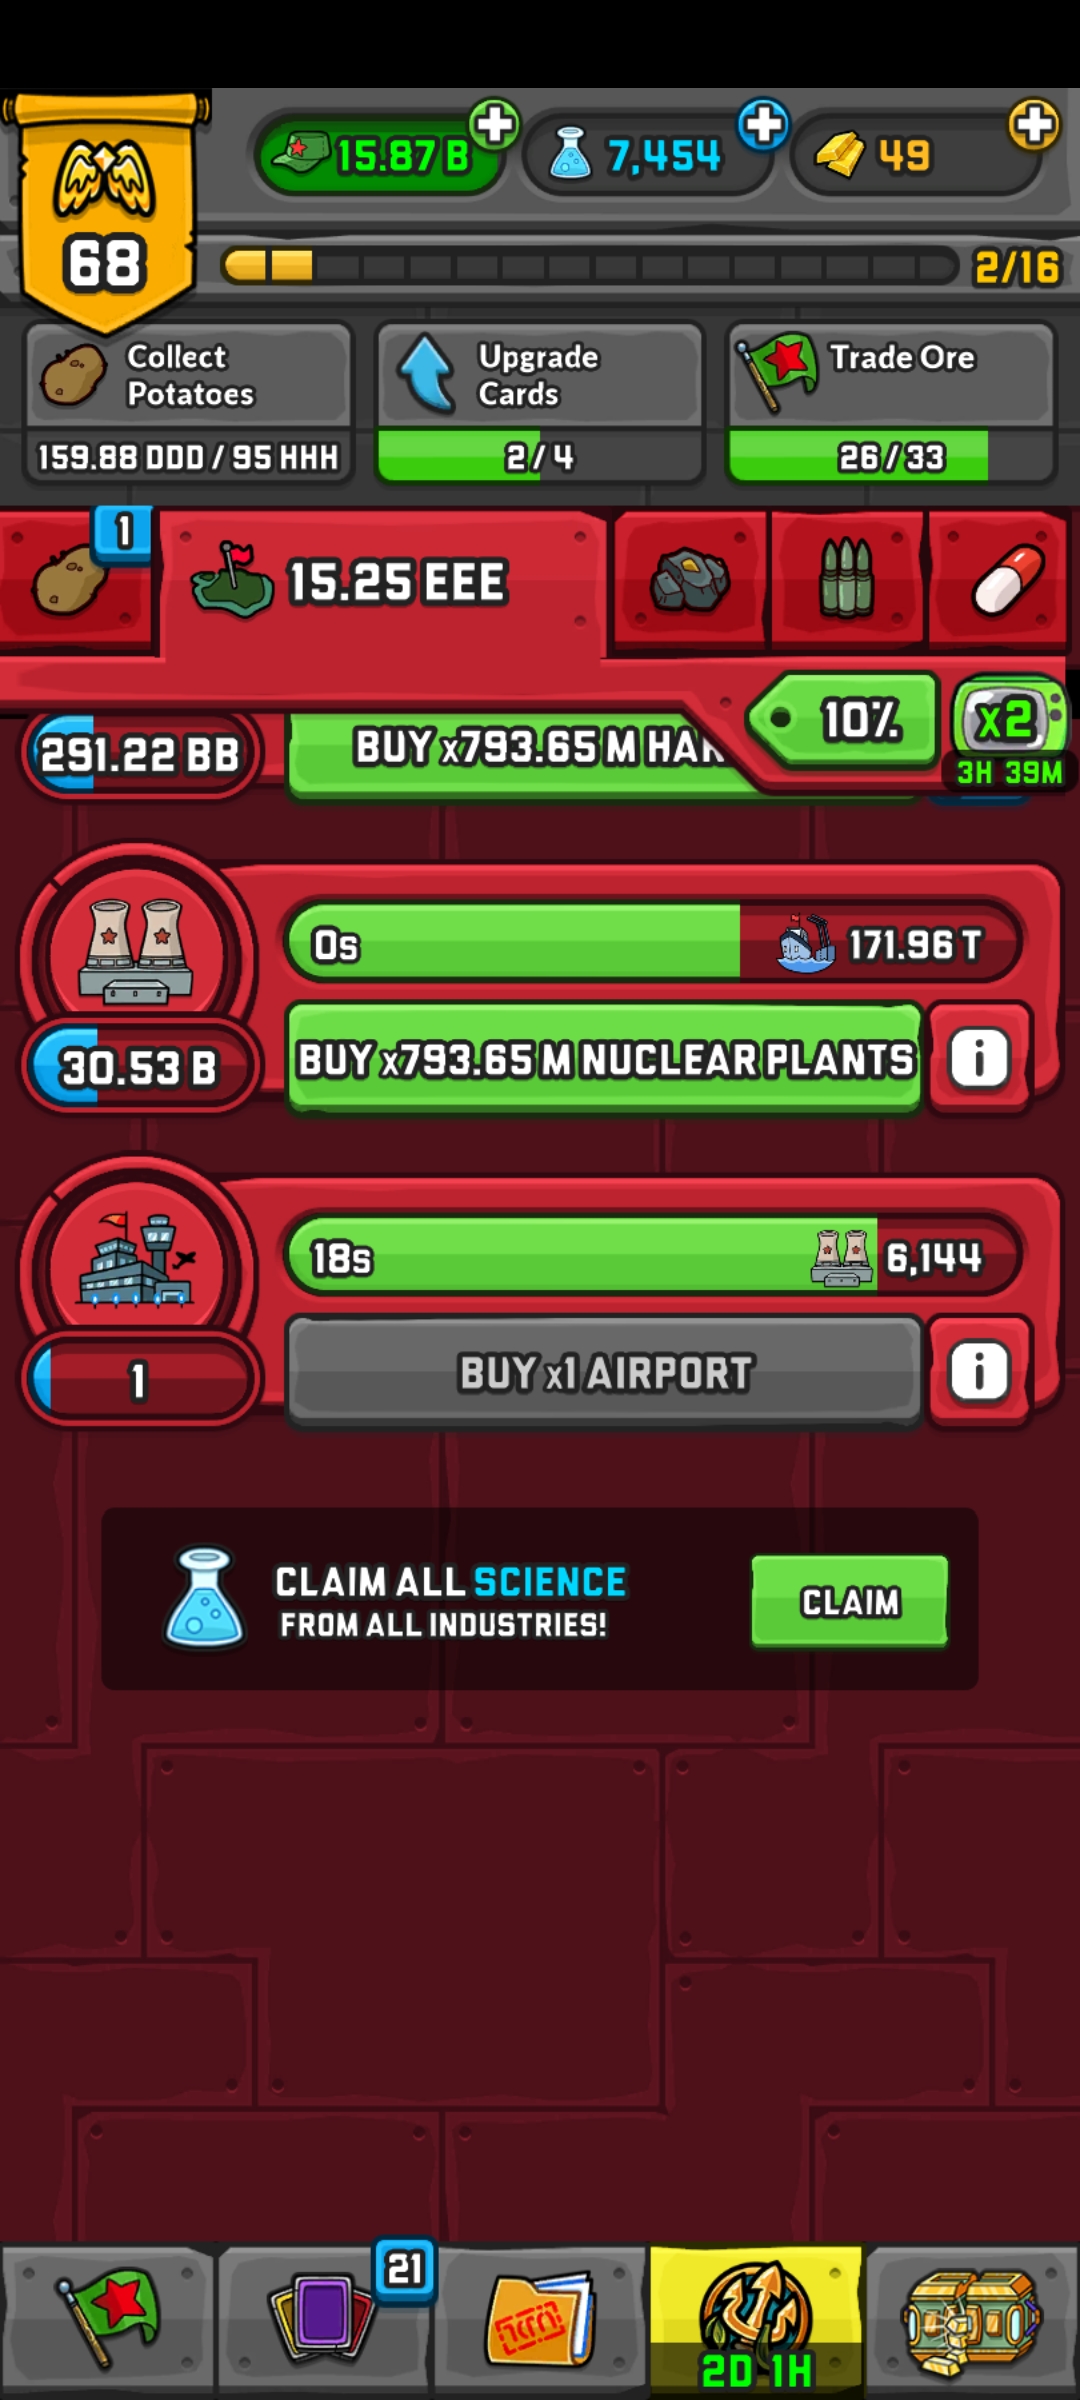 68
15.87 B
7,454
49
2/16
Collect
Potatoes
159.88 DDD / 95 HHH
Upgrade
Cards
2/4
Trade Ore
26/33
1
15.25 EEE
10%
x2
3H 39M
291.22 BB
BUY x793.65 M HAR
0s
171.96 T
30.53 B
BUY x793.65 M NUCLEAR PLANTS
i
18s
6,144
1
BUY x1 AIRPORT
i
CLAIM ALL SCIENCE
FROM ALL INDUSTRIES!
CLAIM
21
2D 1H